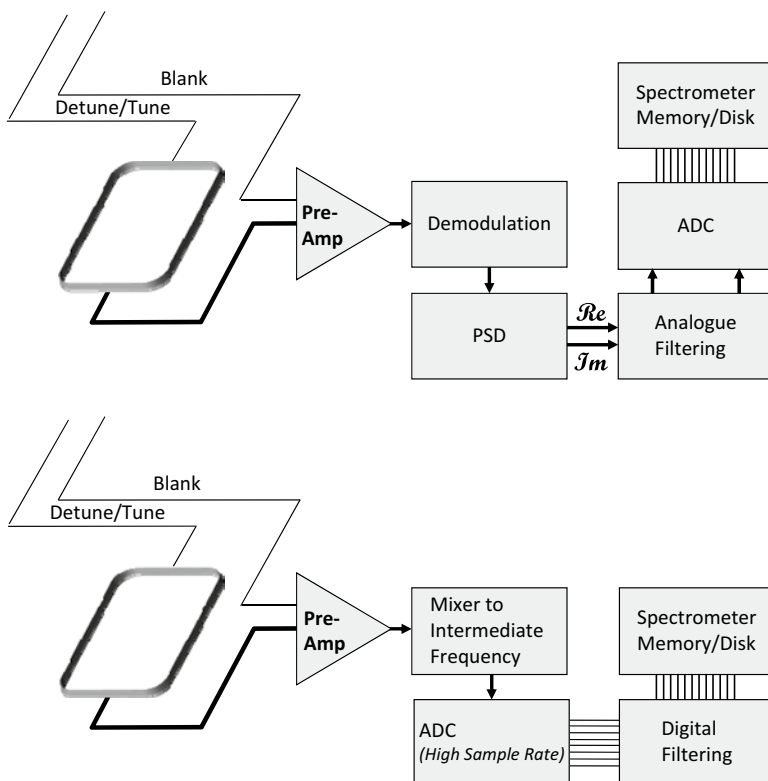 Blank
Detune/Tune
Pre-
Amp
Demodulation
PSD
ℛe
ℐm
Analogue
Filtering
ADC
Spectrometer
Memory/Disk
Blank
Detune/Tune
Pre-
Amp
Mixer to
Intermediate
Frequency
ADC
(High Sample Rate)
Digital
Filtering
Spectrometer
Memory/Disk